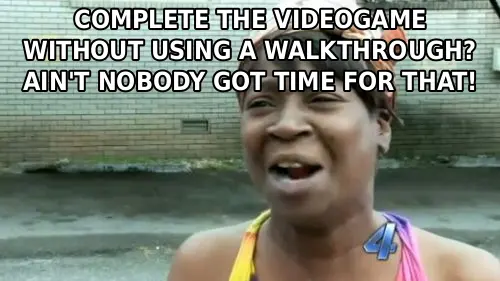 COMPLETE THE VIDEOGAME
WITHOUT USING A WALKTHROUGH?
AIN'T NOBODY GOT TIME FOR THAT!
4